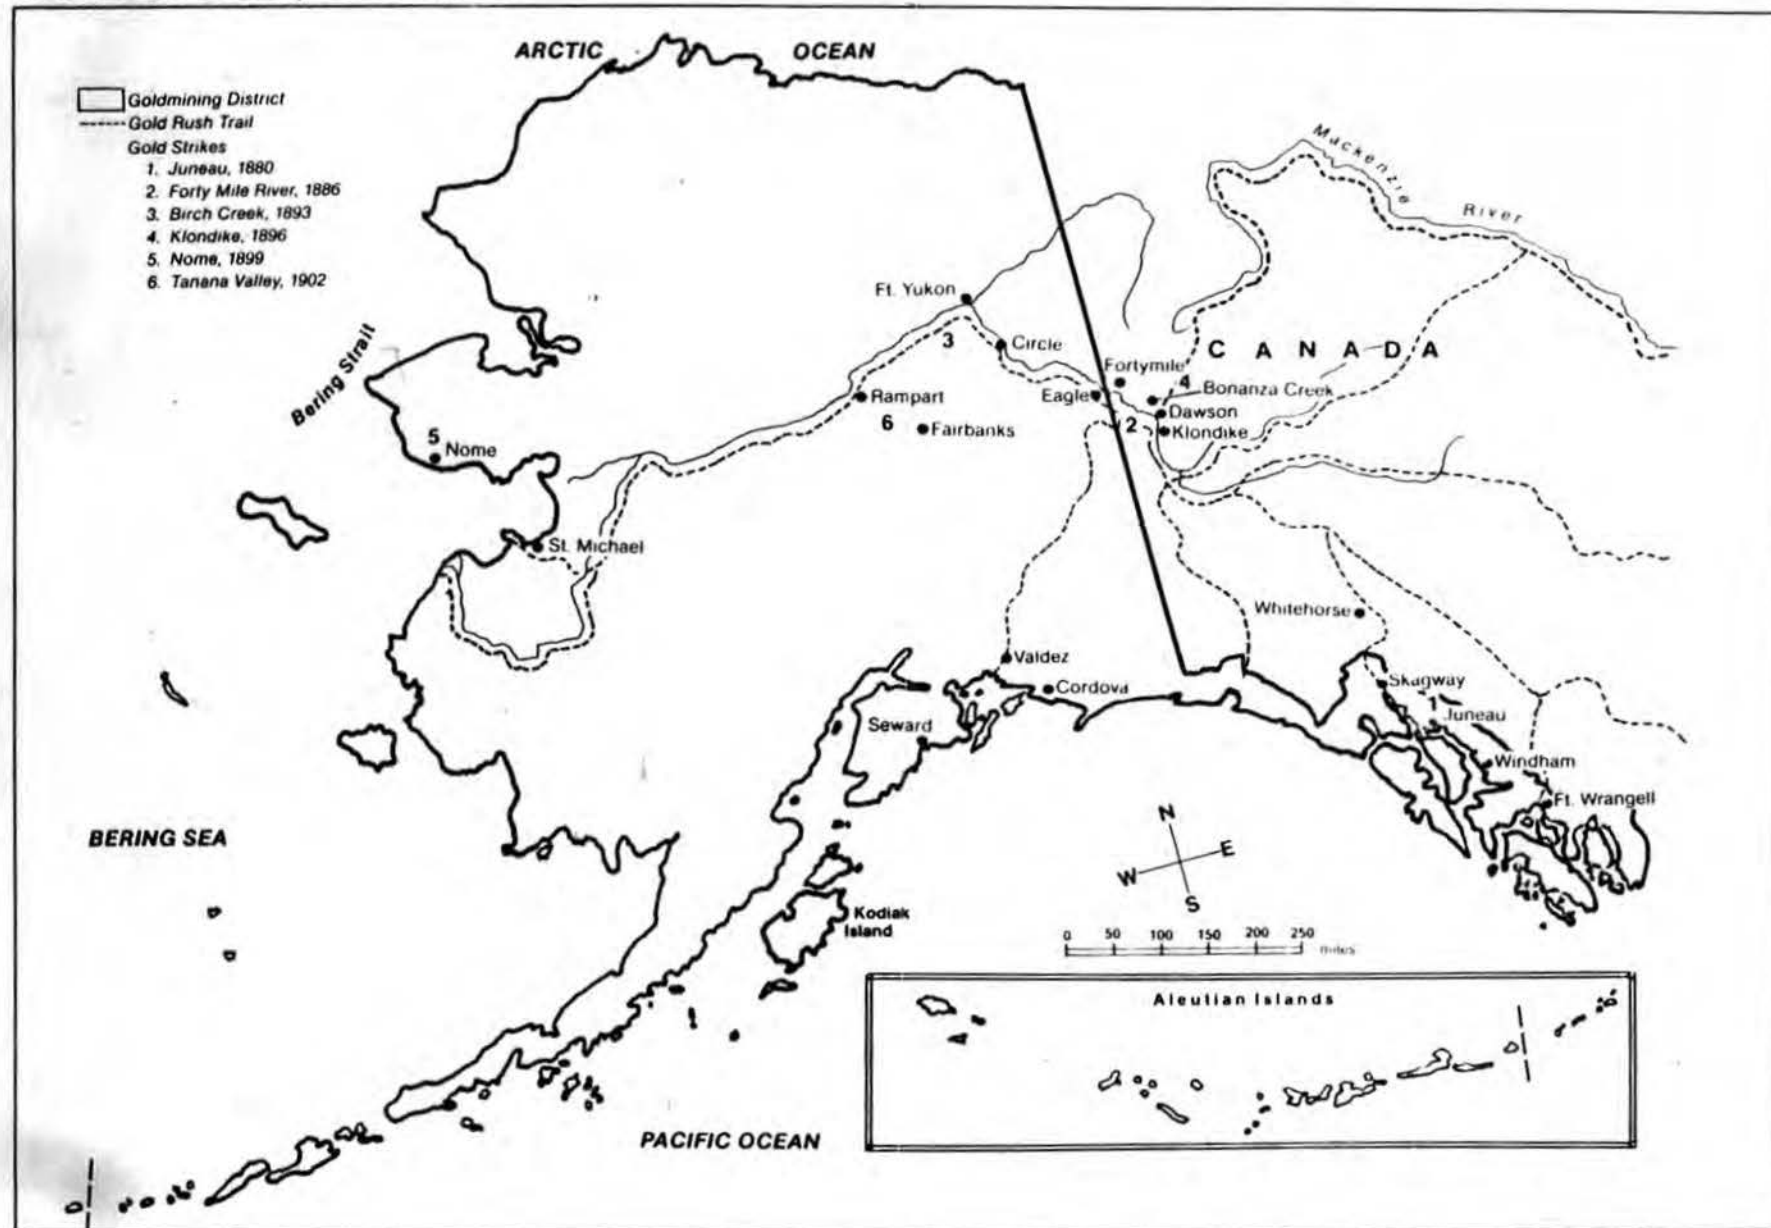 ARCTIC OCEAN
Goldmining District
Gold Rush Trail
Gold Strikes
1. Juneau, 1880
2. Forty Mile River, 1886
3. Birch Creek, 1893
4. Klondike, 1896
5. Nome, 1899
6. Tanana Valley, 1902
Mackenzie River
Ft. Yukon
3
Circle
CANADA
Bering Strait
Fortymile
4
Bonanza Creek
Rampart
Eagle
Dawson
6
Fairbanks
2
Klondike
5
Nome
St. Michael
Whitehorse
Valdez
Cordova
Skagway
1
Juneau
Seward
Windham
Ft. Wrangell
BERING SEA
N
W
E
S
Kodiak
Island
0 50 100 150 200 250 miles
Aleutian Islands
PACIFIC OCEAN